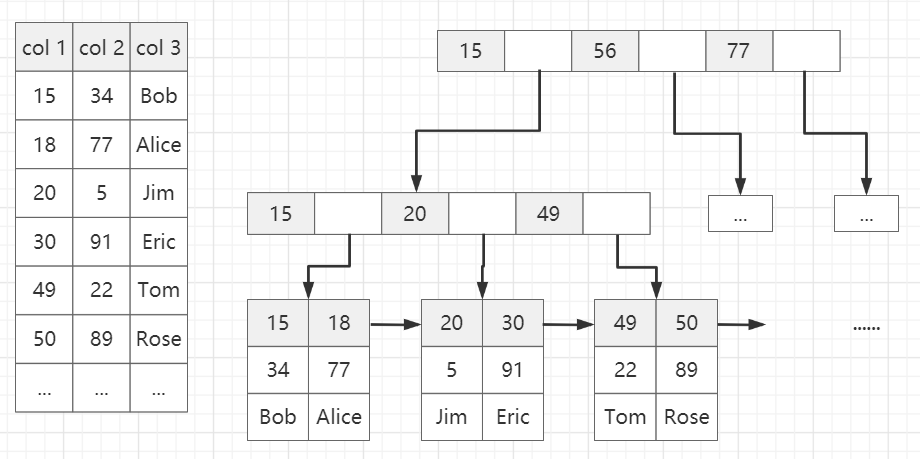 col 1 col 2 col 3
15 34 Bob
18 77 Alice
20 5 Jim
30 91 Eric
49 22 Tom
50 89 Rose
... ... ...
15 56 77
... ...
15 20 49
15 18 20 30 49 50 ......
34 77 5 91 22 89
Bob Alice Jim Eric Tom Rose